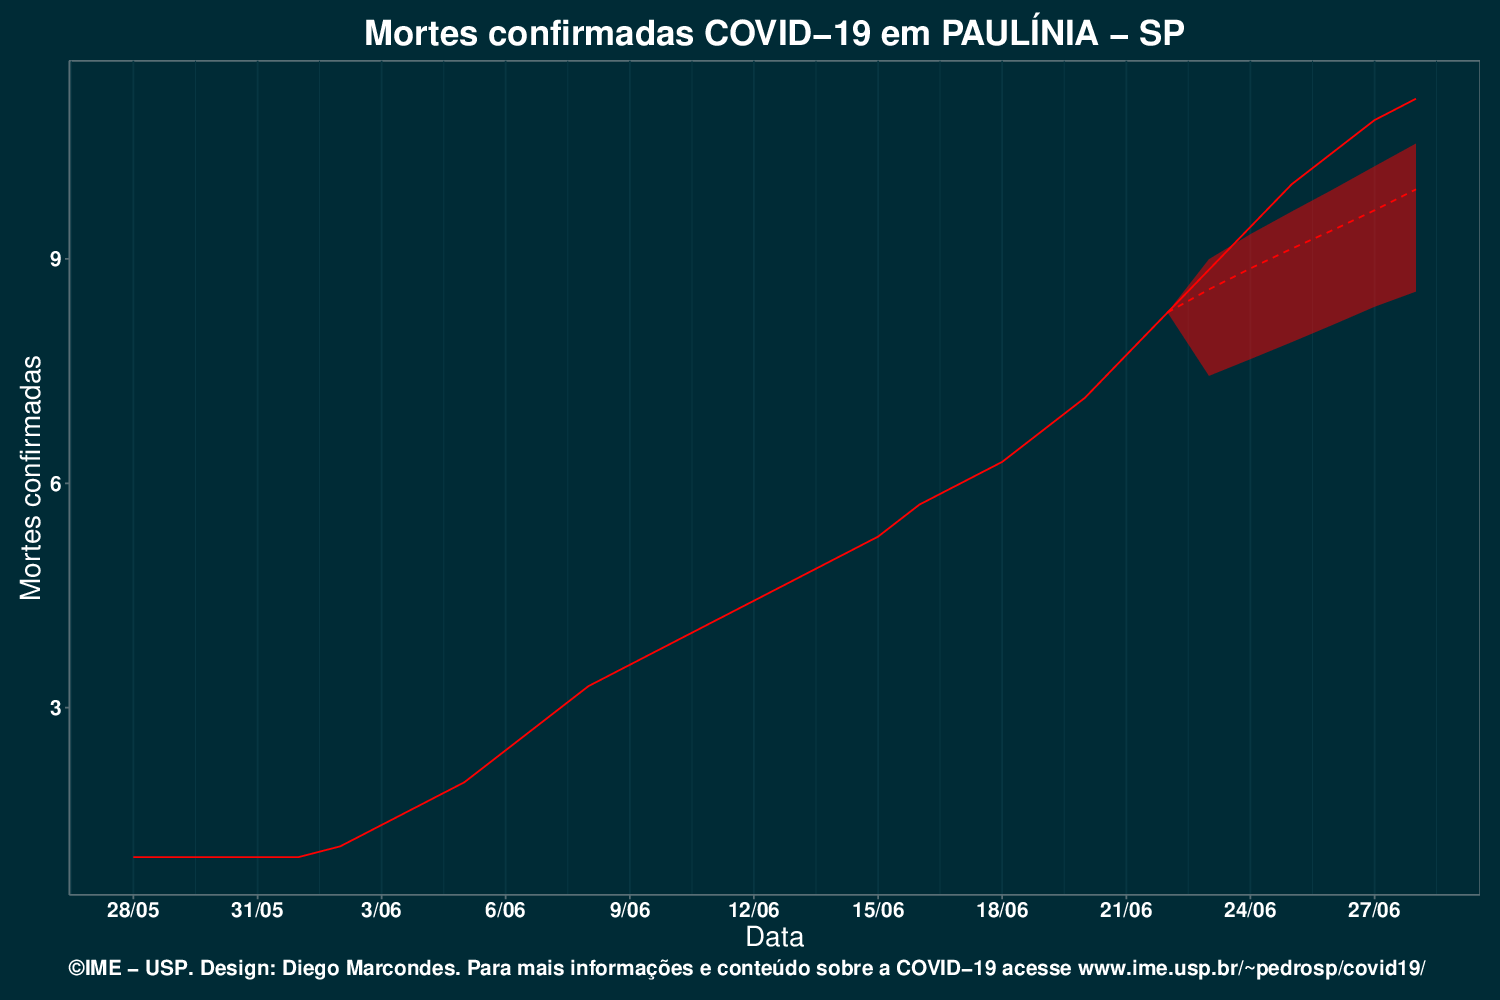 Mortes confirmadas COVID−19 em PAULÍNIA − SP
Mortes confirmadas
9
6
3
28/05 31/05 3/06 6/06 9/06 12/06 15/06 18/06 21/06 24/06 27/06
Data
©IME − USP. Design: Diego Marcondes. Para mais informações e conteúdo sobre a COVID−19 acesse www.ime.usp.br/~pedrosp/covid19/